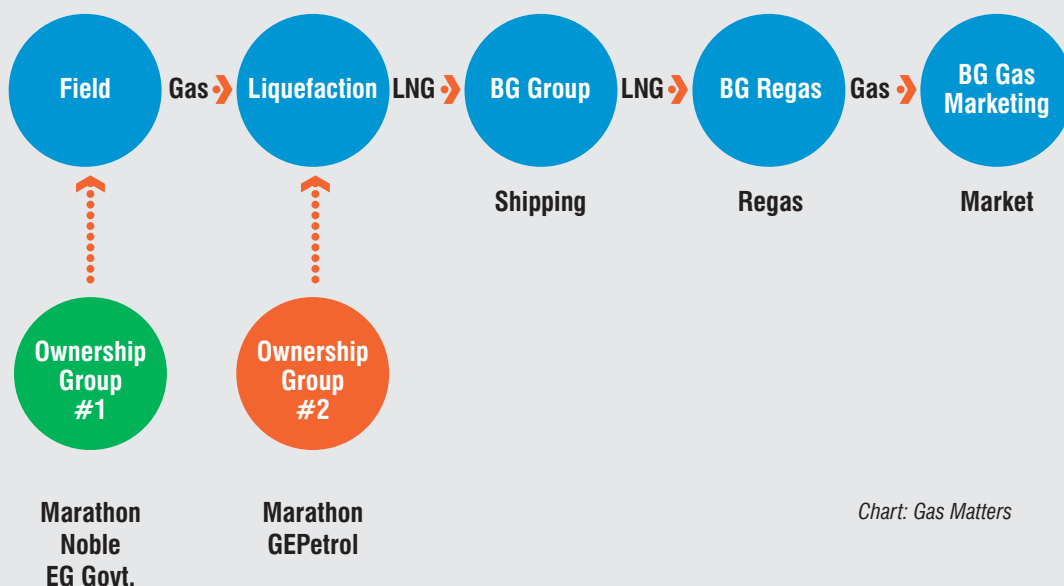 Field
Gas
Liquefaction
LNG
BG Group
LNG
BG Regas
Gas
BG Gas
Marketing
Shipping
Regas
Market
Ownership
Group
#1
Ownership
Group
#2
Marathon
Noble
EG Govt.
Marathon
GEPetrol
Chart: Gas Matters